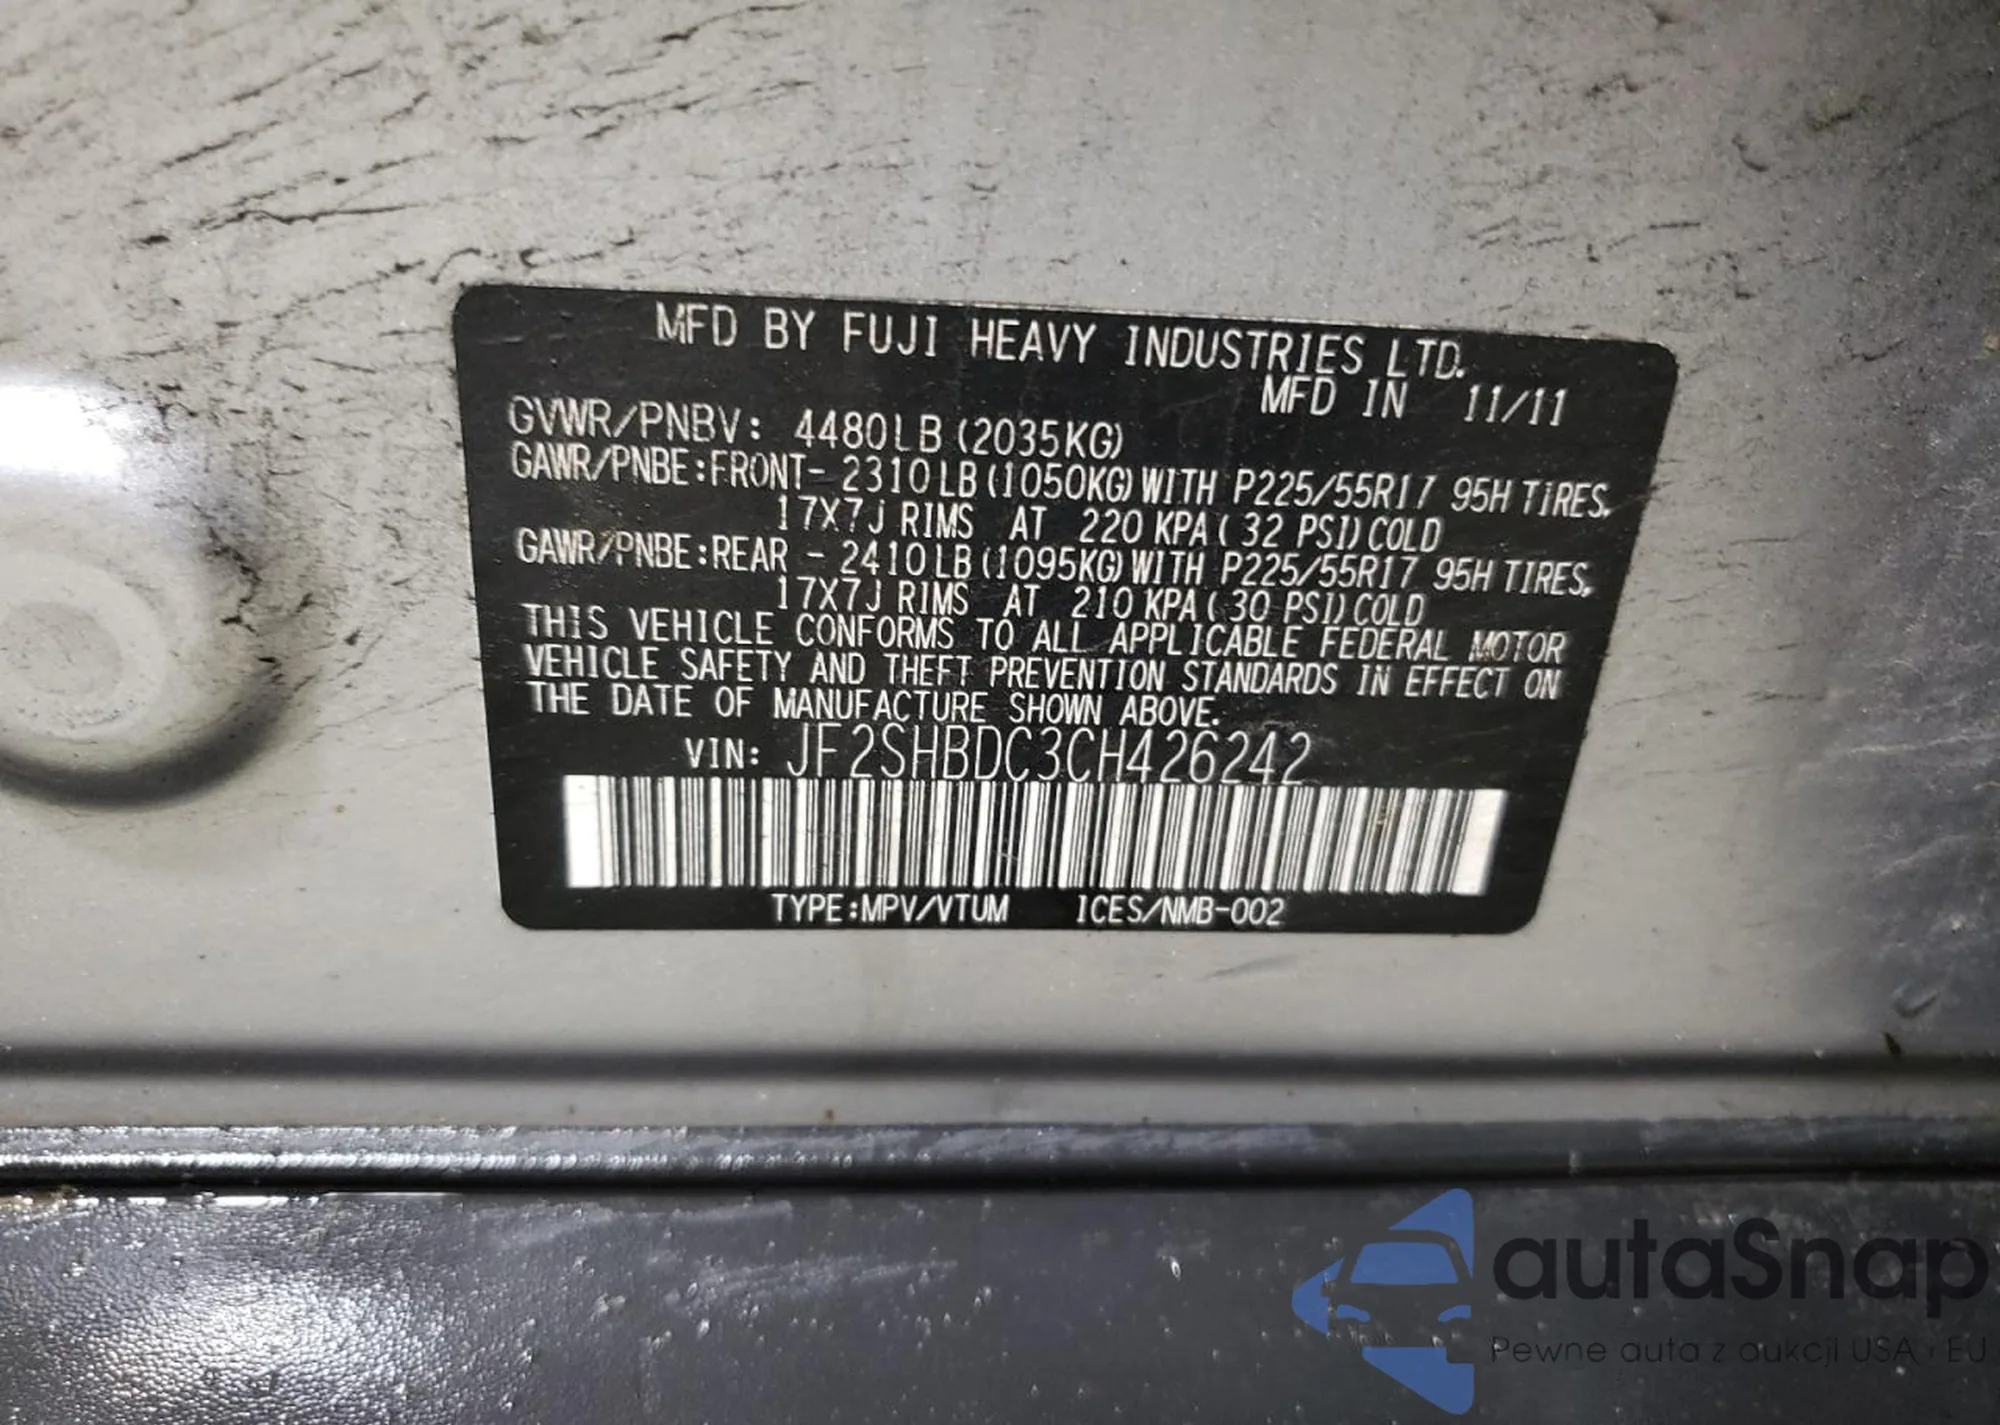 MFD BY FUJI HEAVY INDUSTRIES LTD.
MFD IN 11/11
GVWR/PNBV: 4480LB (2035KG)
GAWR/PNBE:FRONT- 2310LB (1050KG) WITH P225/55R17 95H TIRES,
17X7J RIMS AT 220 KPA ( 32 PSI) COLD
GAWR/PNBE:REAR - 2410LB (1095KG) WITH P225/55R17 95H TIRES,
17X7J RIMS AT 210 KPA ( 30 PSI) COLD
THIS VEHICLE CONFORMS TO ALL APPLICABLE FEDERAL MOTOR
VEHICLE SAFETY AND THEFT PREVENTION STANDARDS IN EFFECT ON
THE DATE OF MANUFACTURE SHOWN ABOVE.
VIN: JF2SHBDC3CH426242
TYPE:MPV/VTUM ICES/NMB-002
autaSnap
Pewne auta z aukcji USA · EU